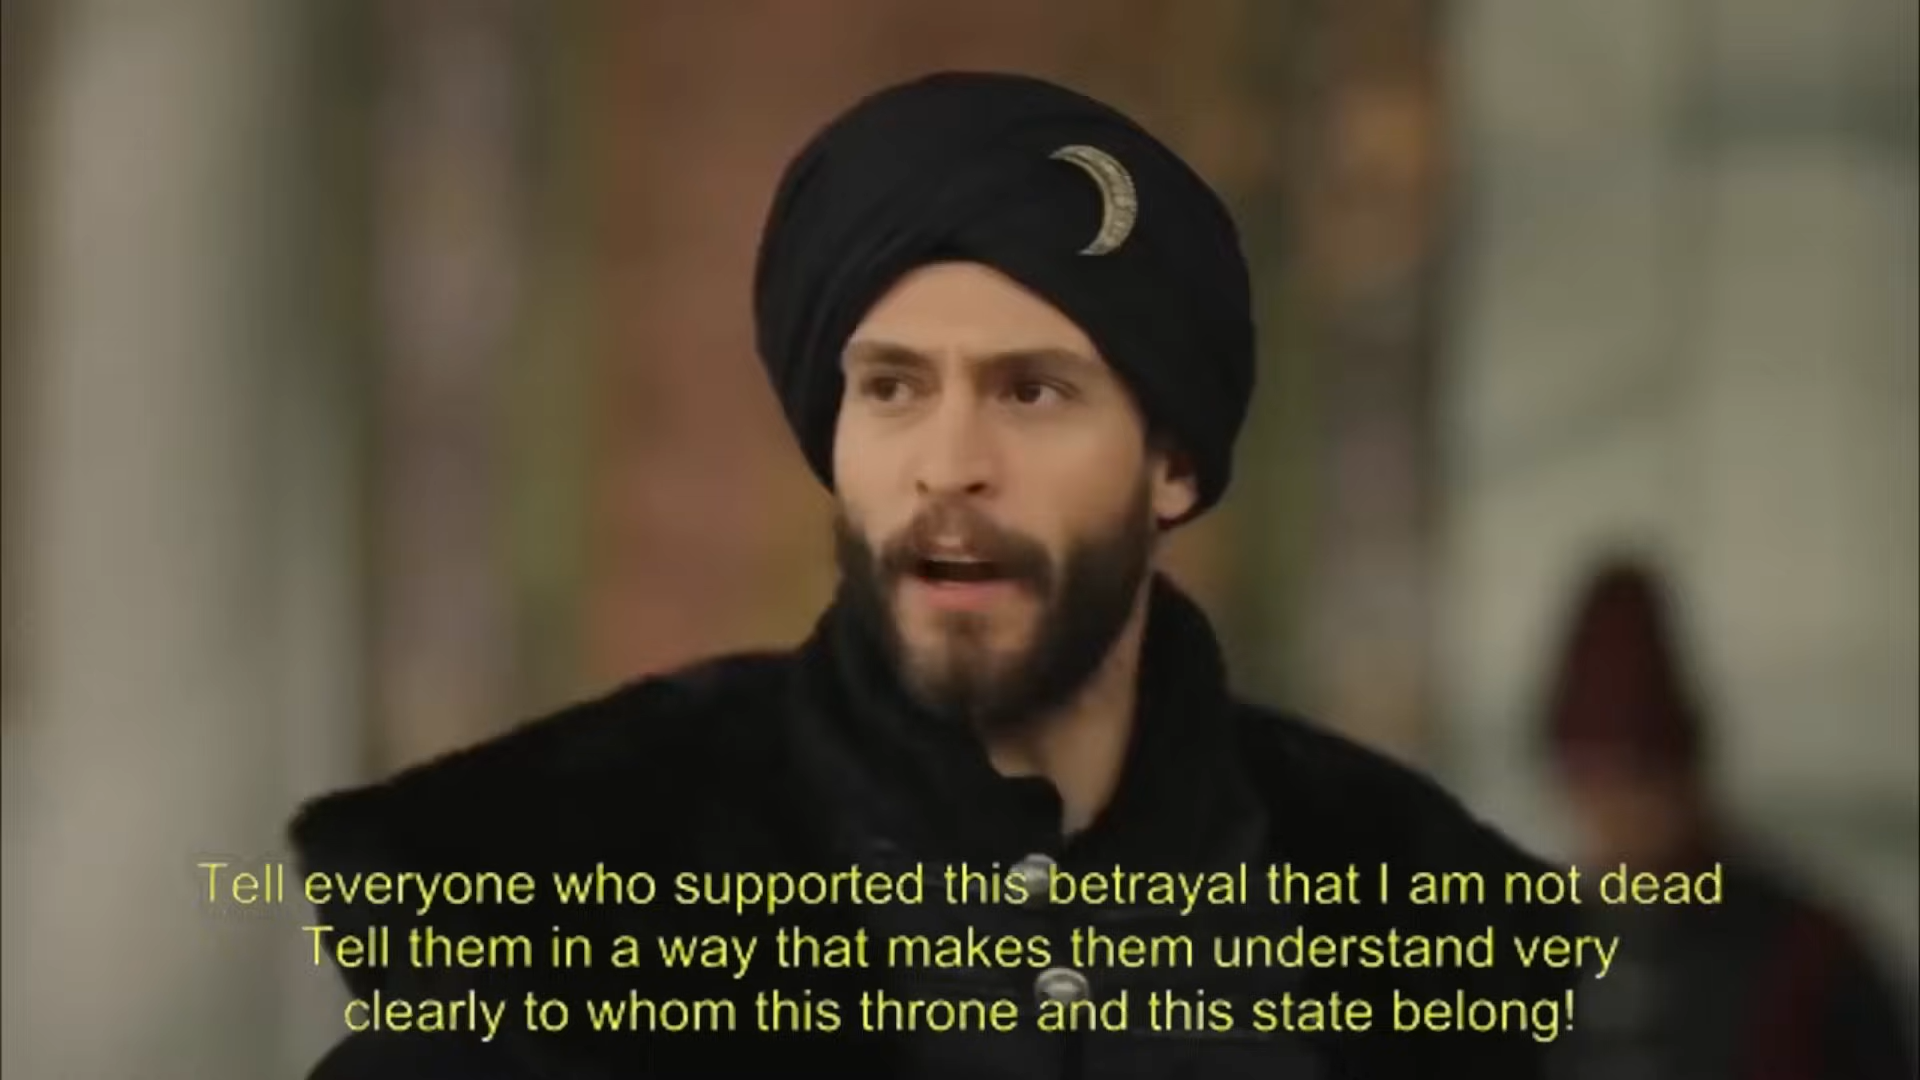 Tell everyone who supported this betrayal that I am not dead
Tell them in a way that makes them understand very
clearly to whom this throne and this state belong!